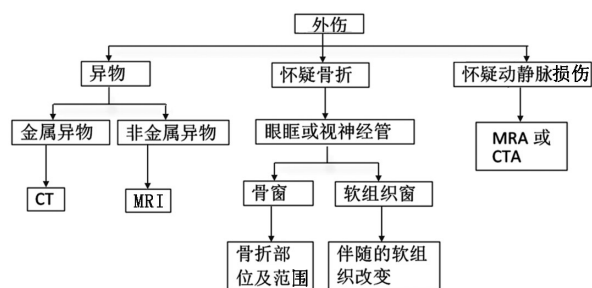 外伤
异物
怀疑骨折
怀疑动静脉损伤
金属异物
非金属异物
眼眶或视神经管
MRA 或
CTA
CT
MRI
骨窗
软组织窗
骨折部
位及范围
伴随的软组
织改变